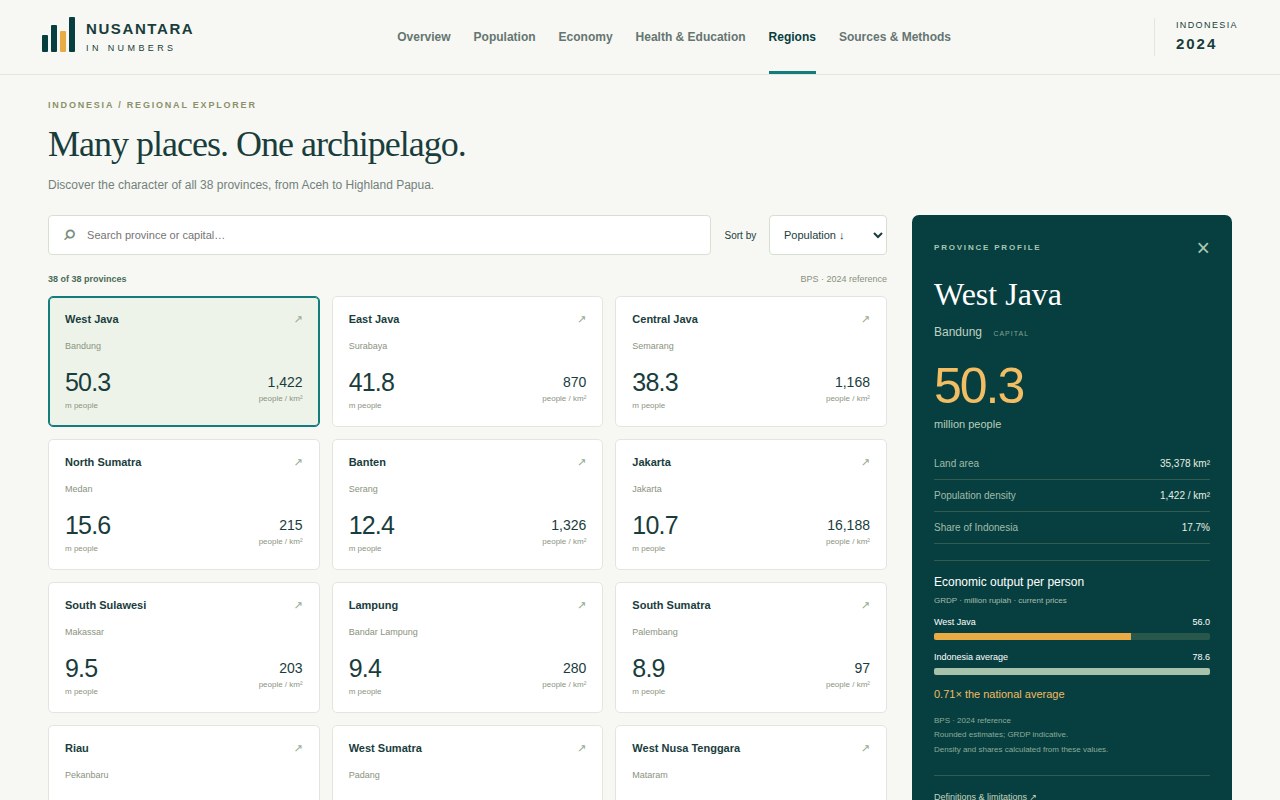 NUSANTARA
IN NUMBERS
Overview Population Economy Health & Education Regions Sources & Methods
INDONESIA
2024
INDONESIA / REGIONAL EXPLORER
Many places. One archipelago.
Discover the character of all 38 provinces, from Aceh to Highland Papua.
Search province or capital… Sort by Population ↓
38 of 38 provinces BPS · 2024 reference
West Java ↗
Bandung
50.3 1,422
m people people / km²
East Java ↗
Surabaya
41.8 870
m people people / km²
Central Java ↗
Semarang
38.3 1,168
m people people / km²
North Sumatra ↗
Medan
15.6 215
m people people / km²
Banten ↗
Serang
12.4 1,326
m people people / km²
Jakarta ↗
Jakarta
10.7 16,188
m people people / km²
South Sulawesi ↗
Makassar
9.5 203
m people people / km²
Lampung ↗
Bandar Lampung
9.4 280
m people people / km²
South Sumatra ↗
Palembang
8.9 97
m people people / km²
Riau ↗
Pekanbaru
West Sumatra ↗
Padang
West Nusa Tenggara ↗
Mataram
PROVINCE PROFILE ×
West Java
Bandung CAPITAL
50.3
million people
Land area 35,378 km²
Population density 1,422 / km²
Share of Indonesia 17.7%
Economic output per person
GRDP · million rupiah · current prices
West Java 56.0
Indonesia average 78.6
0.71× the national average
BPS · 2024 reference
Rounded estimates; GRDP indicative.
Density and shares calculated from these values.
Definitions & limitations ↗